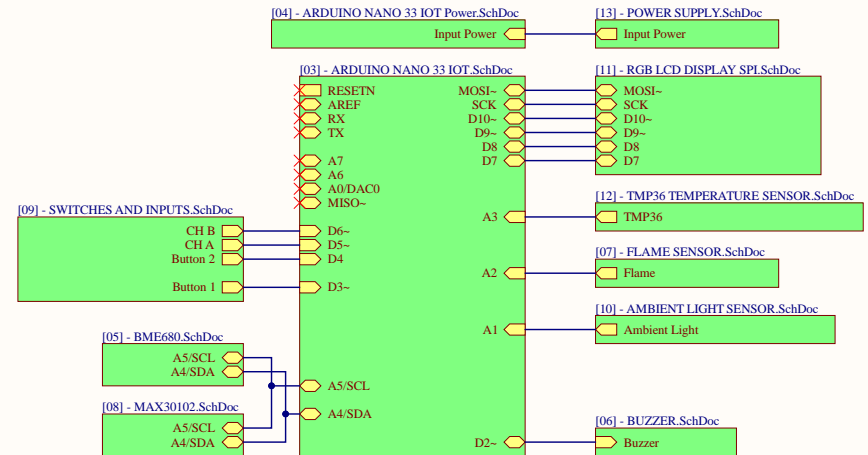 [04] - ARDUINO NANO 33 IOT Power.SchDoc
Input Power
[13] - POWER SUPPLY.SchDoc
Input Power
[03] - ARDUINO NANO 33 IOT.SchDoc
RESETN
AREF
RX
TX
A7
A6
A0/DAC0
MISO~
D6~
D5~
D4
D3~
A5/SCL
A4/SDA
MOSI~
SCK
D10~
D9~
D8
D7
A3
A2
A1
D2~
[11] - RGB LCD DISPLAY SPI.SchDoc
MOSI~
SCK
D10~
D9~
D8
D7
[12] - TMP36 TEMPERATURE SENSOR.SchDoc
TMP36
[07] - FLAME SENSOR.SchDoc
Flame
[10] - AMBIENT LIGHT SENSOR.SchDoc
Ambient Light
[09] - SWITCHES AND INPUTS.SchDoc
CH B
CH A
Button 2
Button 1
[05] - BME680.SchDoc
A5/SCL
A4/SDA
[08] - MAX30102.SchDoc
A5/SCL
A4/SDA
[06] - BUZZER.SchDoc
Buzzer